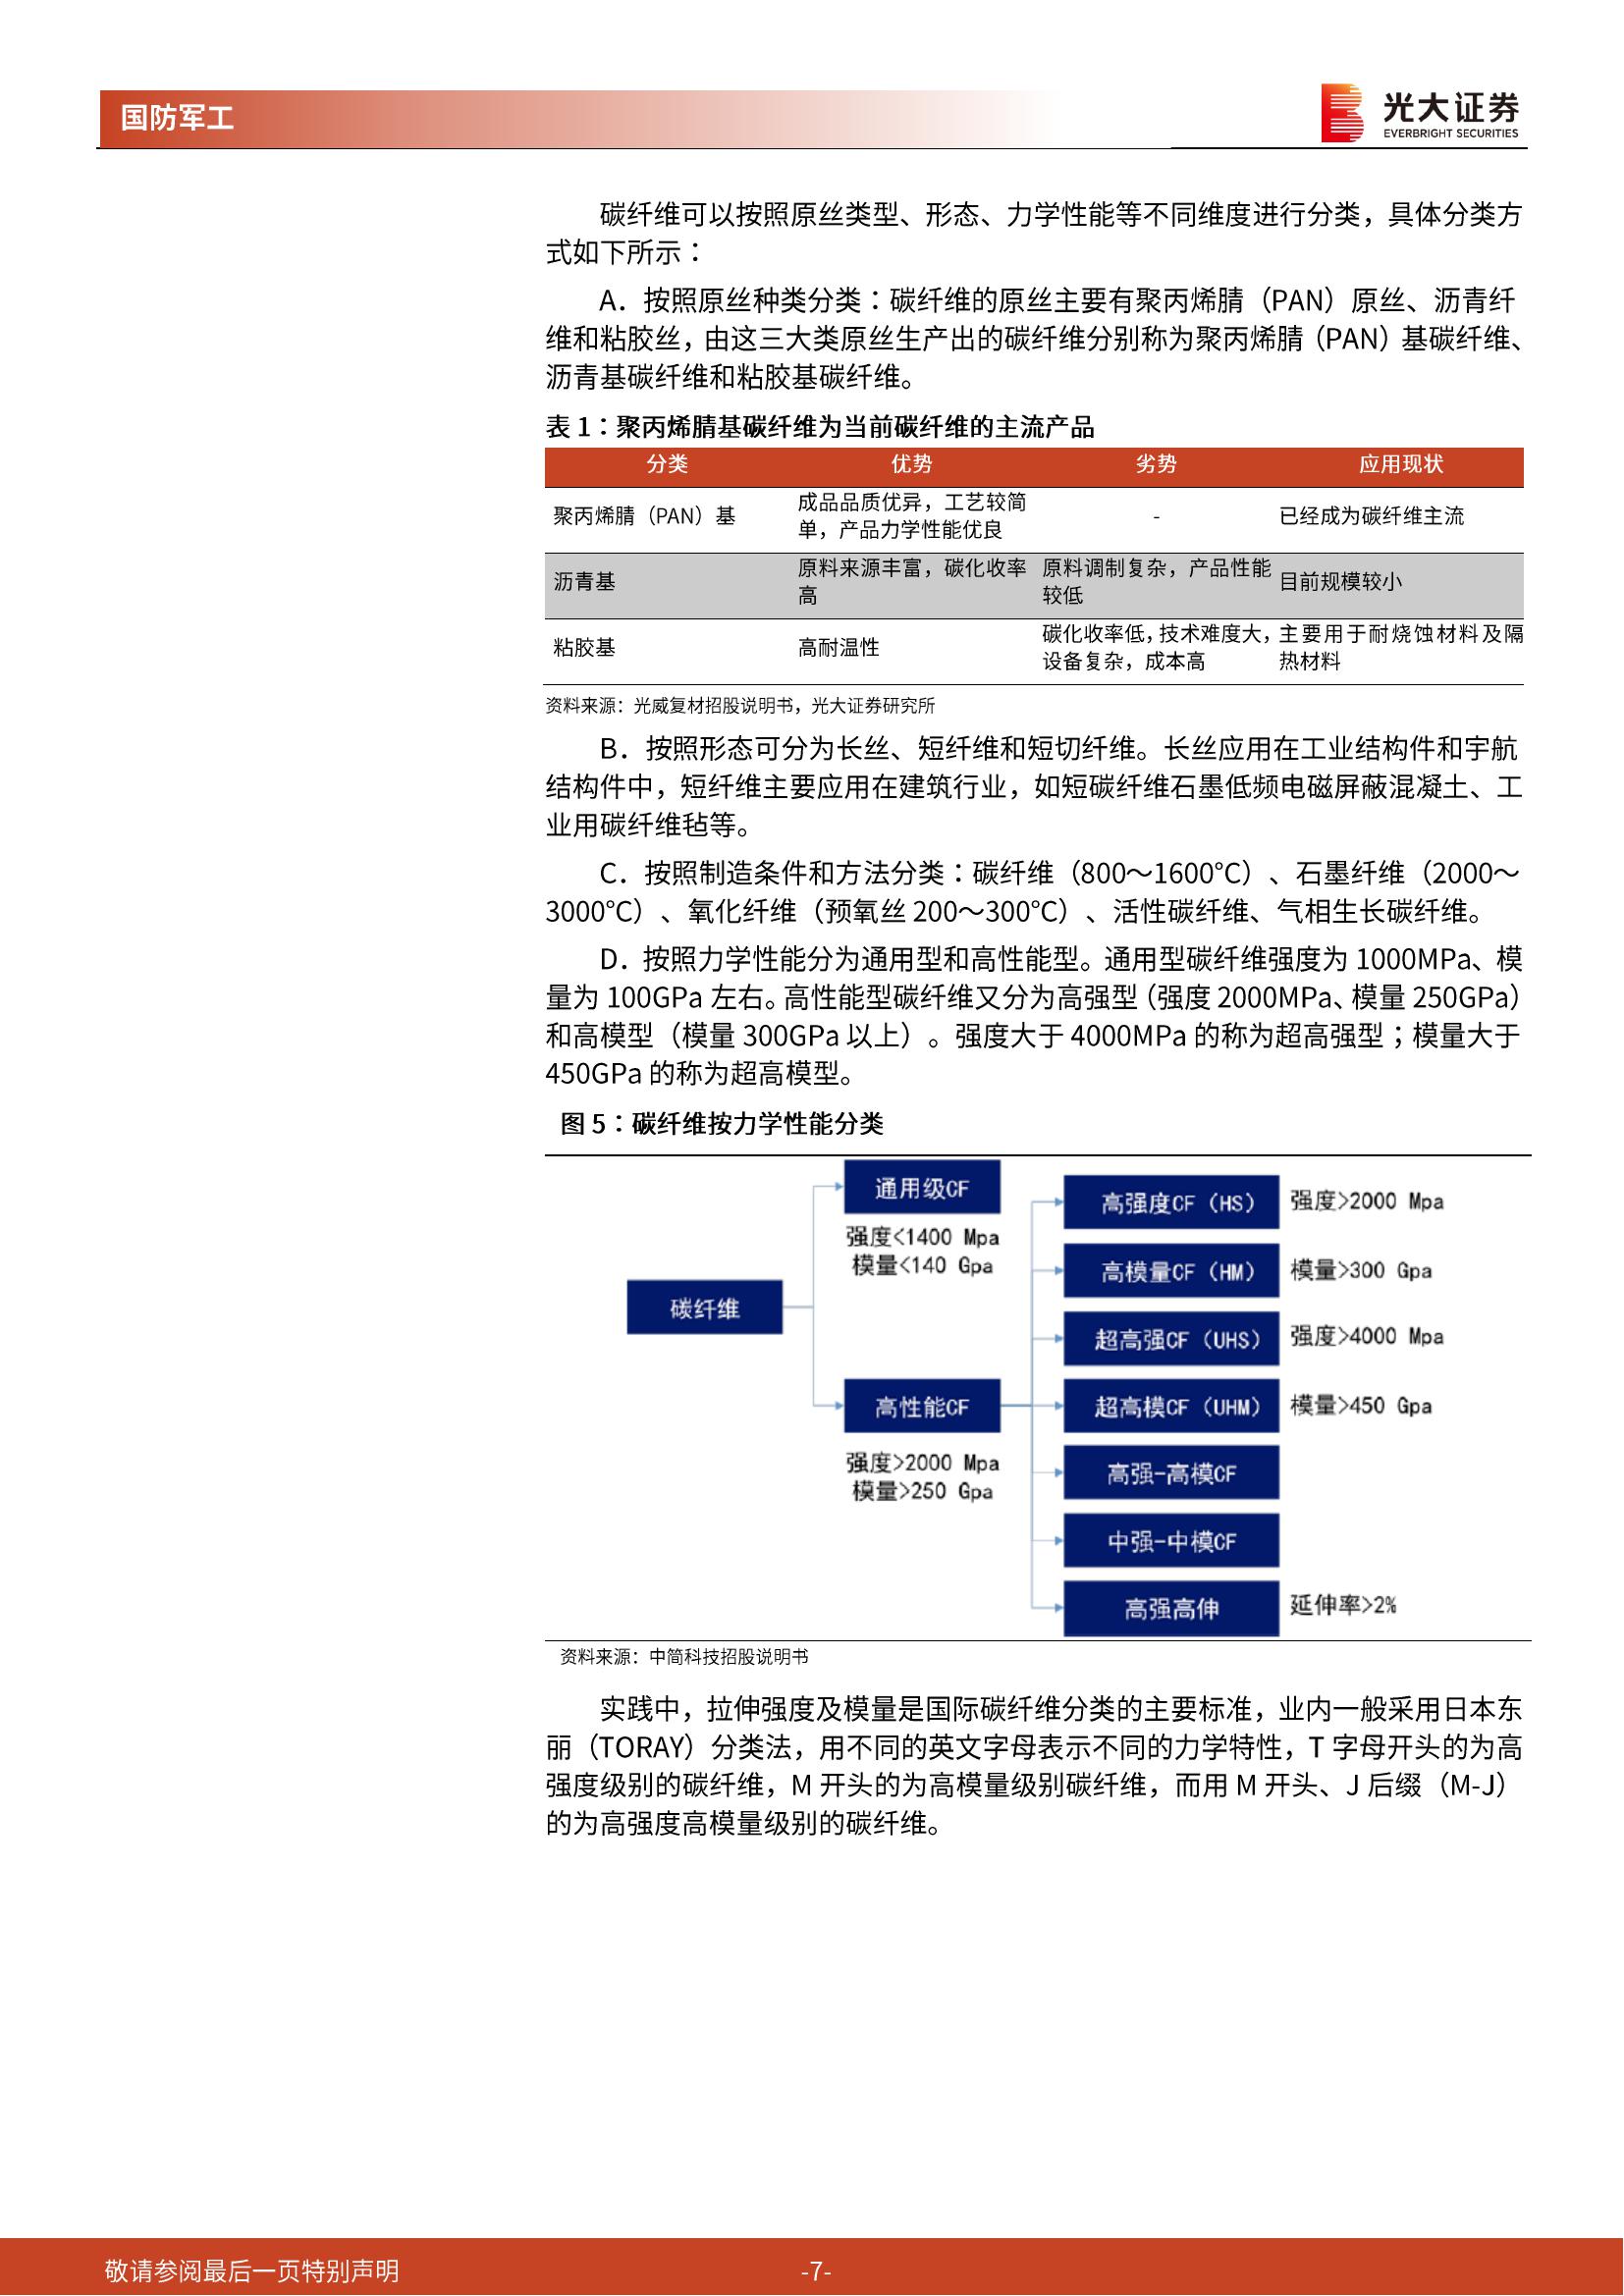 国防军工
光大证券
EVERBRIGHT SECURITIES
碳纤维可以按照原丝类型、形态、力学性能等不同维度进行分类，具体分类方
式如下所示：
A．按照原丝种类分类：碳纤维的原丝主要有聚丙烯腈（PAN）原丝、沥青纤
维和粘胶丝，由这三大类原丝生产出的碳纤维分别称为聚丙烯腈（PAN）基碳纤维、
沥青基碳纤维和粘胶基碳纤维。
表 1：聚丙烯腈基碳纤维为当前碳纤维的主流产品
分类 优势 劣势 应用现状
聚丙烯腈（PAN）基 成品品质优异，工艺较简 - 已经成为碳纤维主流
单，产品力学性能优良
沥青基 原料来源丰富，碳化收率 原料调制复杂，产品性能 目前规模较小
高 较低
粘胶基 高耐温性 碳化收率低，技术难度大， 主要用于耐烧蚀材料及隔
设备复杂，成本高 热材料
资料来源：光威复材招股说明书，光大证券研究所
B．按照形态可分为长丝、短纤维和短切纤维。长丝应用在工业结构件和宇航
结构件中，短纤维主要应用在建筑行业，如短碳纤维石墨低频电磁屏蔽混凝土、工
业用碳纤维毡等。
C．按照制造条件和方法分类：碳纤维（800～1600℃）、石墨纤维（2000～
3000℃）、氧化纤维（预氧丝 200～300℃）、活性碳纤维、气相生长碳纤维。
D．按照力学性能分为通用型和高性能型。通用型碳纤维强度为 1000MPa、模
量为 100GPa 左右。高性能型碳纤维又分为高强型（强度 2000MPa、模量 250GPa）
和高模型（模量 300GPa 以上）。强度大于 4000MPa 的称为超高强型；模量大于
450GPa 的称为超高模型。
图 5：碳纤维按力学性能分类
碳纤维
通用级CF
强度<1400 Mpa
模量<140 Gpa
高性能CF
强度>2000 Mpa
模量>250 Gpa
高强度CF（HS） 强度>2000 Mpa
高模量CF（HM） 模量>300 Gpa
超高强CF（UHS） 强度>4000 Mpa
超高模CF（UHM） 模量>450 Gpa
高强-高模CF
中强-中模CF
高强高伸 延伸率>2%
资料来源：中简科技招股说明书
实践中，拉伸强度及模量是国际碳纤维分类的主要标准，业内一般采用日本东
丽（TORAY）分类法，用不同的英文字母表示不同的力学特性，T 字母开头的为高
强度级别的碳纤维，M 开头的为高模量级别碳纤维，而用 M 开头、J 后缀（M-J）
的为高强度高模量级别的碳纤维。
敬请参阅最后一页特别声明 -7-